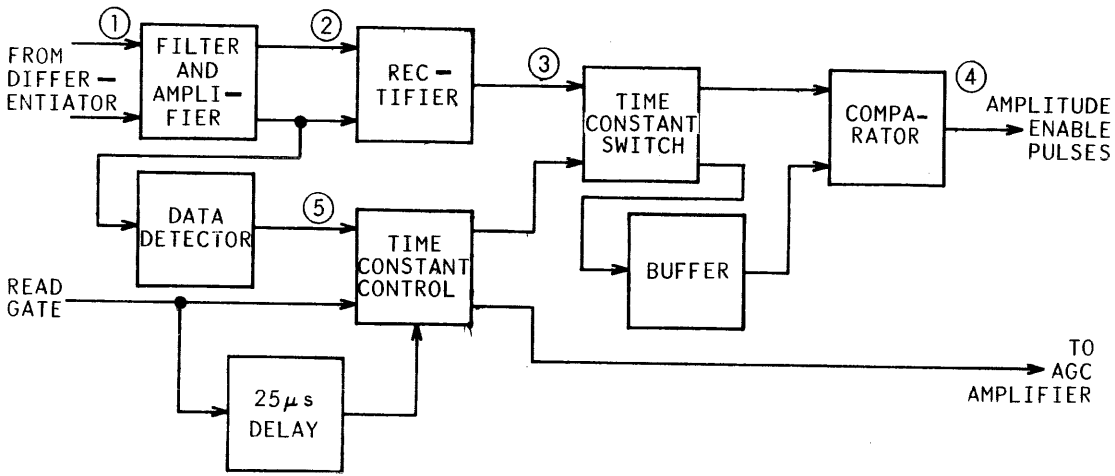 1
FROM
DIFFER-
ENTIATOR
FILTER
AND
AMPLI-
FIER
2
REC-
TIFIER
3
TIME
CONSTANT
SWITCH
COMPA-
RATOR
4
AMPLITUDE
ENABLE
PULSES
DATA
DETECTOR
5
TIME
CONSTANT
CONTROL
BUFFER
READ
GATE
25μs
DELAY
TO
AGC
AMPLIFIER